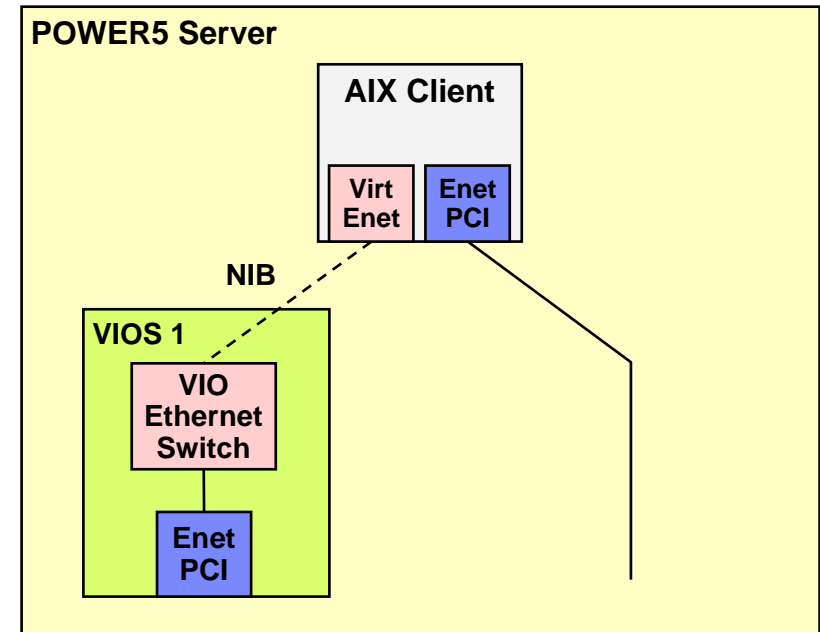 POWER5 Server
AIX Client
Virt
Enet
Enet
PCI
NIB
VIOS 1
VIO
Ethernet
Switch
Enet
PCI